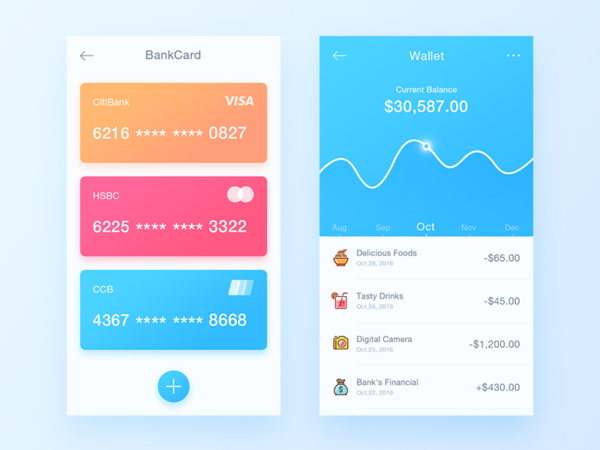 BankCard
CitiBank
VISA
6216 **** **** 0827
HSBC
6225 **** **** 3322
CCB
4367 **** **** 8668
Wallet
Current Balance
$30,587.00
Aug Sep Oct Nov Dec
Delicious Foods
Oct.28, 2016
-$65.00
Tasty Drinks
Oct.26, 2016
-$45.00
Digital Camera
Oct.25, 2016
-$1,200.00
Bank's Financial
Oct.22, 2016
+$430.00